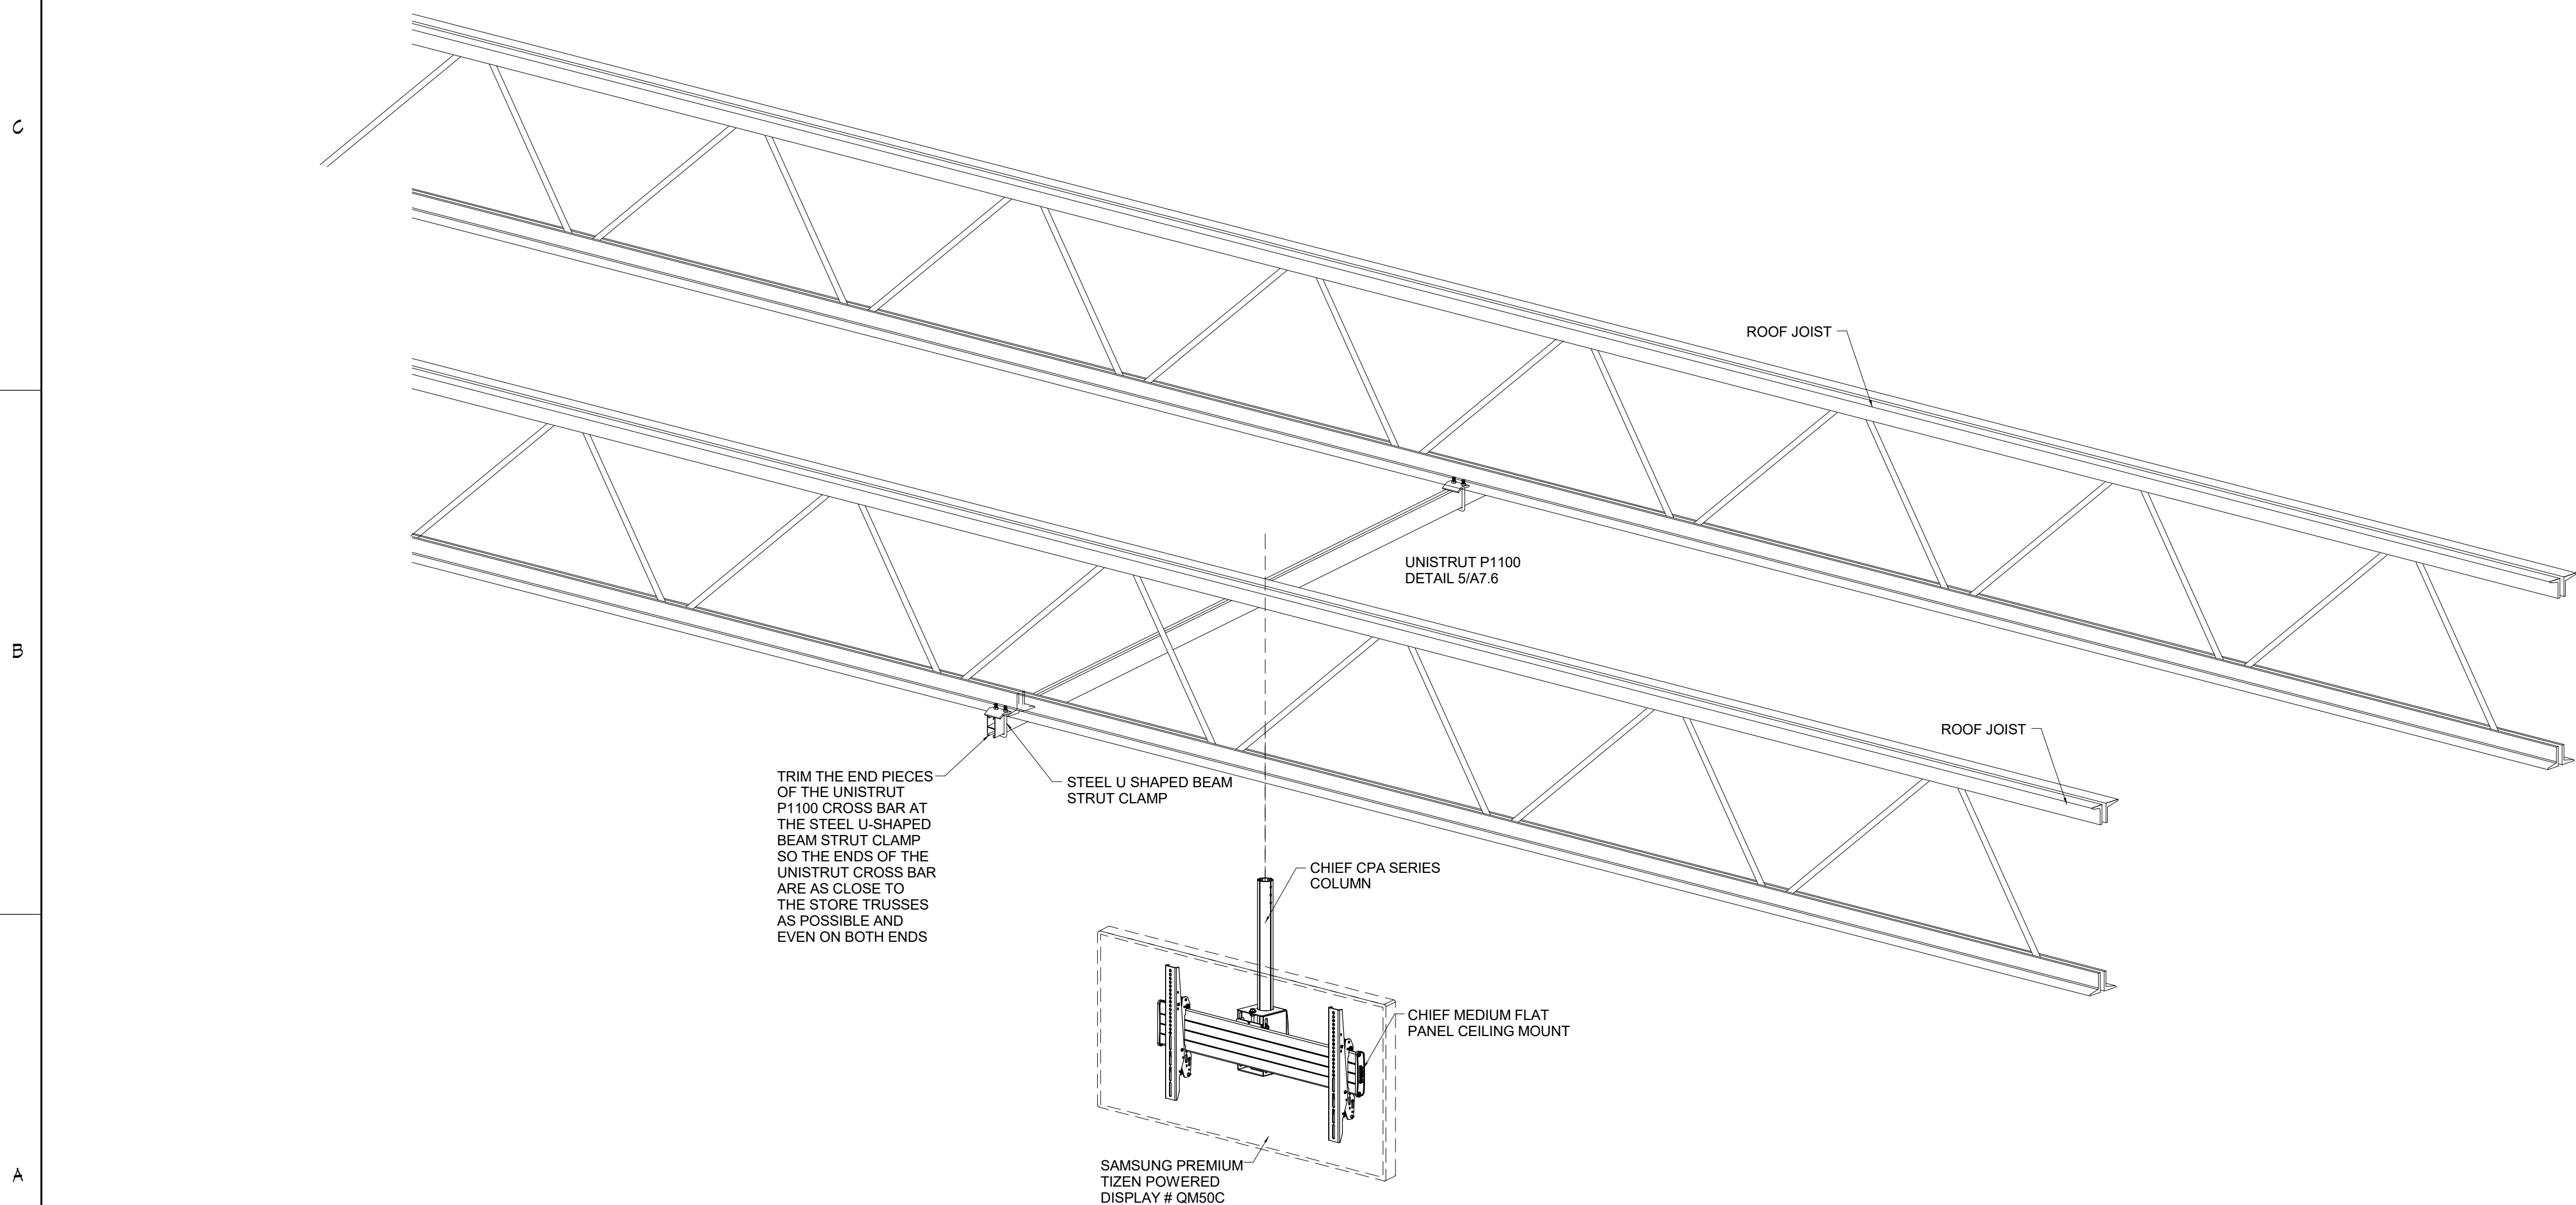 C
ROOF JOIST
UNISTRUT P1100
DETAIL 5/A7.6
B
ROOF JOIST
TRIM THE END PIECES
OF THE UNISTRUT
P1100 CROSS BAR AT
THE STEEL U-SHAPED
BEAM STRUT CLAMP
SO THE ENDS OF THE
UNISTRUT CROSS BAR
ARE AS CLOSE TO
THE STORE TRUSSES
AS POSSIBLE AND
EVEN ON BOTH ENDS
STEEL U SHAPED BEAM
STRUT CLAMP
CHIEF CPA SERIES
COLUMN
CHIEF MEDIUM FLAT
PANEL CEILING MOUNT
A
SAMSUNG PREMIUM
TIZEN POWERED
DISPLAY # QM50C